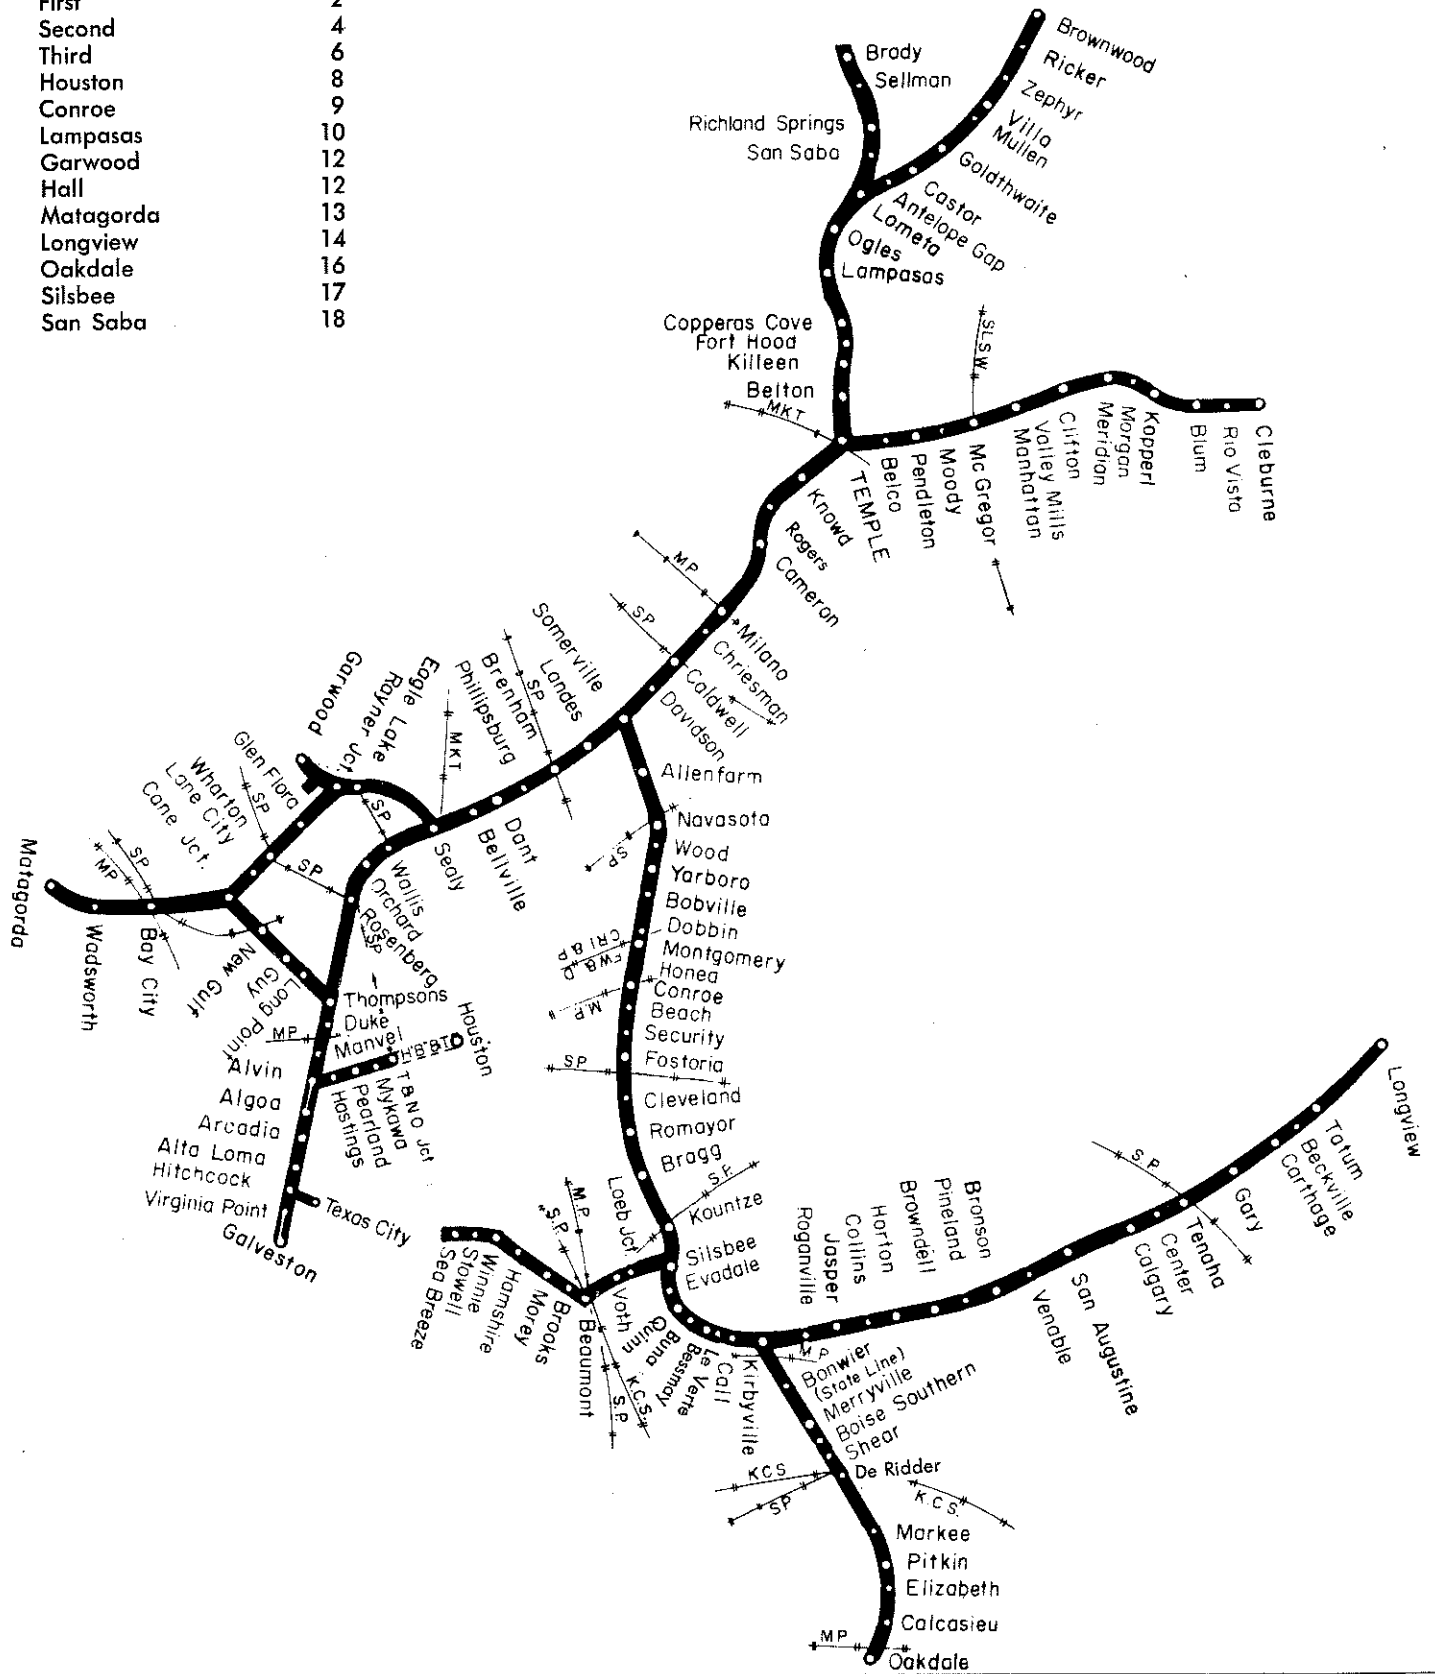 First 2
Second 4
Third 6
Houston 8
Conroe 9
Lampasas 10
Garwood 12
Hall 12
Matagorda 13
Longview 14
Oakdale 16
Silsbee 17
San Saba 18
Brownwood
Ricker
Zephyr
Villa
Mullen
Goldthwaite
Castor
Antelope Gap
Lometa
Brady
Sellman
Richland Springs
San Saba
Ogles
Lampasas
Copperas Cove
Fort Hood
Killeen
Belton
MKT
SLSW
TEMPLE
Belco
Pendleton
Moody
Mc Gregor
Manhattan
Valley Mills
Clifton
Meridian
Morgan
Kopperl
Blum
Rio Vista
Cleburne
Knowd
Rogers
Cameron
MP
SP
Milano
Chriesman
Caldwell
Davidson
Somerville
Landes
SP
Brenham
Phillipsburg
Dant
Bellville
MKT
Sealy
Eagle Lake
Rayner Jct.
Garwood
Glen Flora
Wharton
Lane City
Cane Jct.
SP
SP
SP
SP
MP
Matagorda
Wadsworth
Bay City
New Gulf
Guy
Long Point
Wallis
Orchard
Rosenberg
SP
Thompsons
Duke
Manvel
MP
Houston
H.B.&T.
T&NO Jct
Mykawa
Pearland
Hastings
Alvin
Algoa
Arcadia
Alta Loma
Hitchcock
Virginia Point
Texas City
Galveston
Allenfarm
Navasota
SP
Wood
Yarboro
Bobville
Dobbin
CRI&P
FW&D
Montgomery
Honea
Conroe
M.P.
Beach
Security
Fostoria
SP
Cleveland
Romayor
Bragg
S.P.
Kountze
Loeb Jct.
Silsbee
Evadale
M.P.
S.P.
Voth
Beaumont
Brooks
Morey
Hamshire
Winnie
Stowell
Sea Breeze
K.C.S.
S.P.
Quinn
Buna
Bessmay
Le Verte
Call
Kirbyville
M.P.
Roganville
Jasper
Collins
Horton
Browndell
Pineland
Bronson
Venable
San Augustine
Calgary
Center
Tenaha
S.P.
Gary
Carthage
Beckville
Tatum
Longview
Bonwier
(State Line)
Merryville
Boise Southern
Shear
De Ridder
KCS
SP
K.C.S.
Markee
Pitkin
Elizabeth
Calcasieu
MP
Oakdale